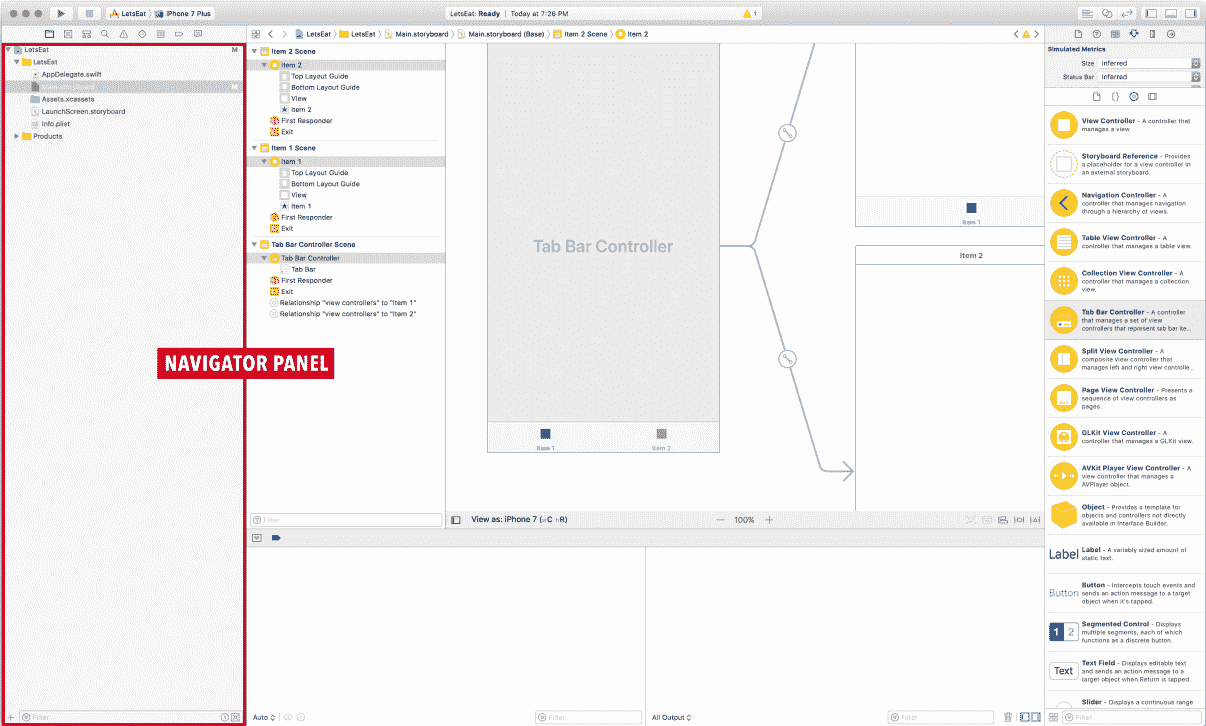 LetsEat
iPhone 7 Plus
LetsEat: Ready
Today at 7:26 PM
1
LetsEat
LetsEat
Main.storyboard
Main.storyboard (Base)
Item 2 Scene
Item 2
LetsEat
M
LetsEat
AppDelegate.swift
M
Assets.xcassets
LaunchScreen.storyboard
Info.plist
Products
Filter
NAVIGATOR PANEL
Item 2 Scene
Item 2
Top Layout Guide
Bottom Layout Guide
View
Item 2
First Responder
Exit
Item 1 Scene
Item 1
Top Layout Guide
Bottom Layout Guide
View
Item 1
First Responder
Exit
Tab Bar Controller Scene
Tab Bar Controller
Tab Bar
First Responder
Exit
Relationship "view controllers" to "Item 1"
Relationship "view controllers" to "Item 2"
Filter
Tab Bar Controller
Item 1
Item 2
Item 1
Item 2
View as: iPhone 7 (wC hR)
100%
Auto
Filter
All Output
Filter
Simulated Metrics
Size
Inferred
Status Bar
Inferred
View Controller - A controller that
manages a view.
Storyboard Reference - Provides
a placeholder for a view controller in
an external storyboard.
Navigation Controller - A
controller that manages navigation
through a hierarchy of views.
Table View Controller - A
controller that manages a table view.
Collection View Controller - A
controller that manages a collection
view.
Tab Bar Controller - A controller
that manages a set of view
controllers that represent tab bar ite...
Split View Controller - A
composite view controller that
manages left and right view controlle...
Page View Controller - Presents a
sequence of view controllers as
pages.
GLKit View Controller - A
controller that manages a GLKit view.
AVKit Player View Controller - A
view controller that manages a
AVPlayer object.
Object - Provides a template for
objects and controllers not directly
available in Interface Builder.
Label
Label - A variably sized amount of
static text.
Button
Button - Intercepts touch events and
sends an action message to a target
object when it's tapped.
1 2
Segmented Control - Displays
multiple segments, each of which
functions as a discrete button.
Text
Text Field - Displays editable text
and sends an action message to a
target object when Return is tapped.
Slider - Displays a continuous range
Filter